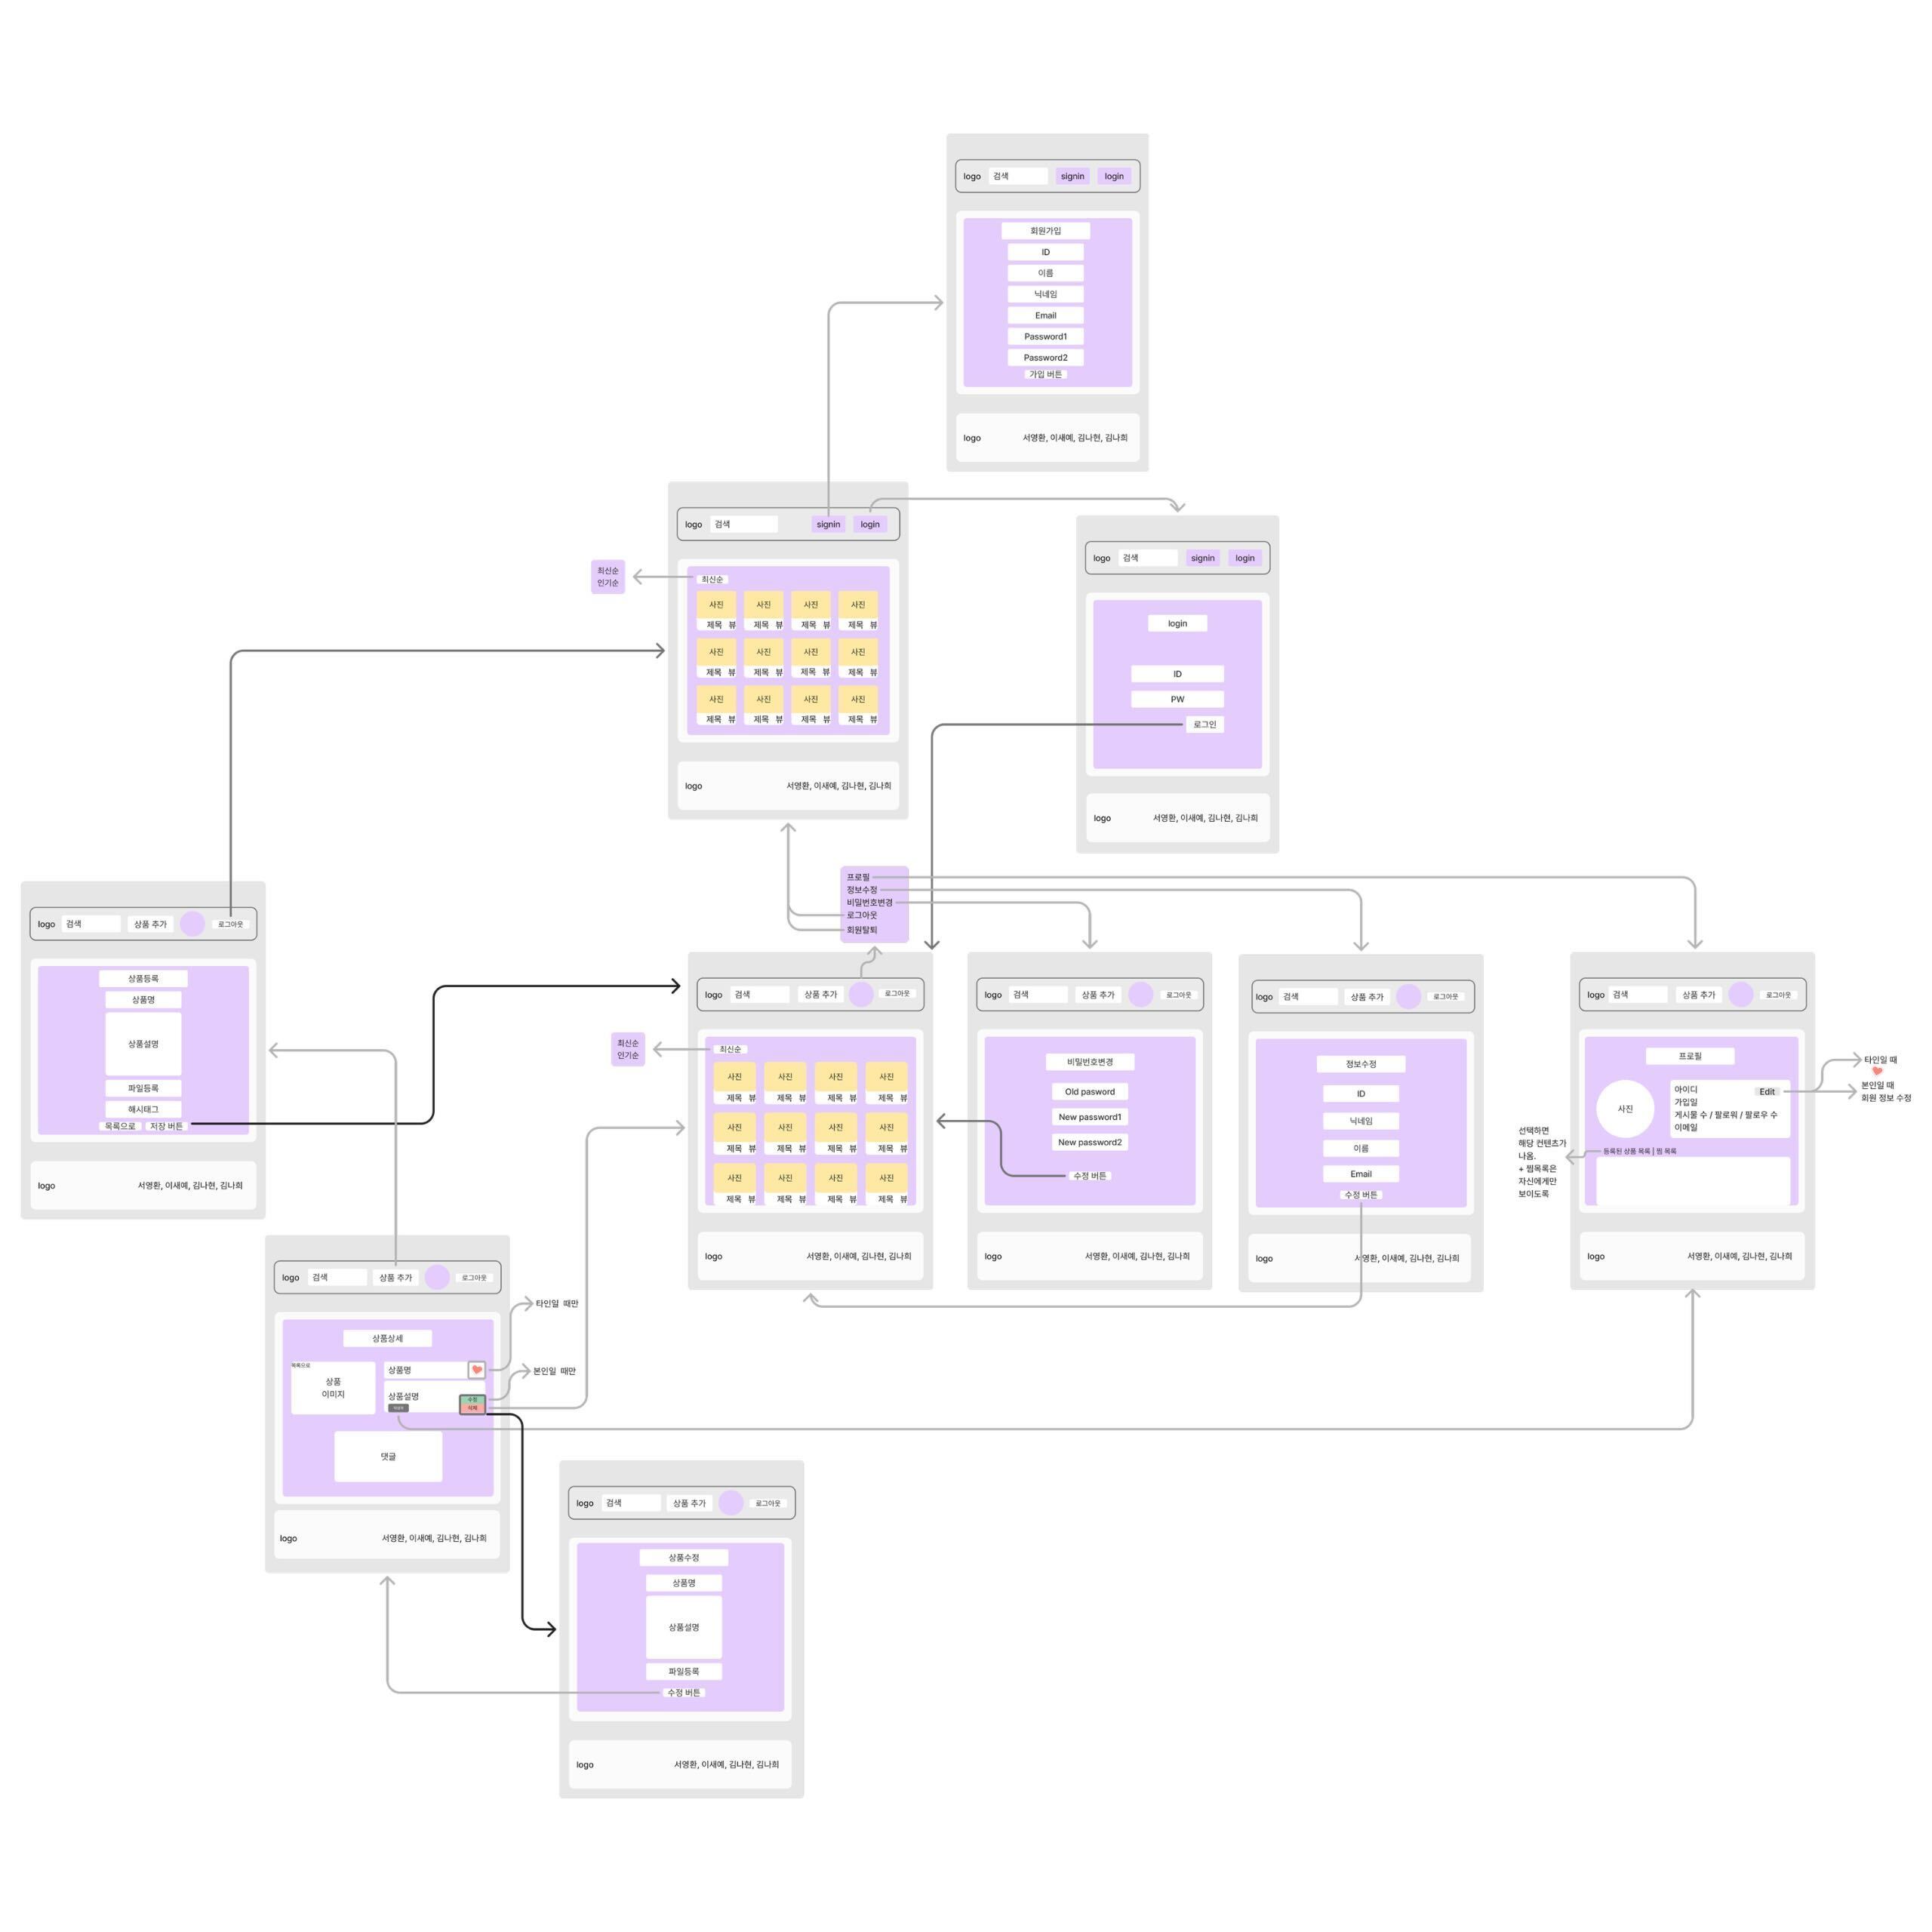 logo 검색 signin login
회원가입
ID
이름
닉네임
Email
Password1
Password2
가입 버튼
logo 서영환, 이새예, 김나현, 김나희
logo 검색 signin login
최신순
인기순
최신순
사진 사진 사진 사진
제목 뷰 제목 뷰 제목 뷰 제목 뷰
사진 사진 사진 사진
제목 뷰 제목 뷰 제목 뷰 제목 뷰
사진 사진 사진 사진
제목 뷰 제목 뷰 제목 뷰 제목 뷰
logo 서영환, 이새예, 김나현, 김나희
logo 검색 signin login
login
ID
PW
로그인
logo 서영환, 이새예, 김나현, 김나희
프로필
정보수정
비밀번호변경
로그아웃
회원탈퇴
logo 검색 상품 추가 로그아웃
상품등록
상품명
상품설명
파일등록
해시태그
목록으로 저장 버튼
logo 서영환, 이새예, 김나현, 김나희
logo 검색 상품 추가 로그아웃
최신순
인기순
최신순
사진 사진 사진 사진
제목 뷰 제목 뷰 제목 뷰 제목 뷰
사진 사진 사진 사진
제목 뷰 제목 뷰 제목 뷰 제목 뷰
사진 사진 사진 사진
제목 뷰 제목 뷰 제목 뷰 제목 뷰
logo 서영환, 이새예, 김나현, 김나희
logo 검색 상품 추가 로그아웃
비밀번호변경
Old pasword
New password1
New password2
수정 버튼
logo 서영환, 이새예, 김나현, 김나희
logo 검색 상품 추가 로그아웃
정보수정
ID
닉네임
이름
Email
수정 버튼
logo 서영환, 이새예, 김나현, 김나희
logo 검색 상품 추가 로그아웃
프로필
사진
아이디 Edit
가입일
게시물 수 / 팔로워 / 팔로우 수
이메일
등록된 상품 목록 | 찜 목록
logo 서영환, 이새예, 김나현, 김나희
타인일 때
본인일 때
회원 정보 수정
선택하면
해당 컨텐츠가
나옴.
+ 찜목록은
자신에게만
보이도록
logo 검색 상품 추가 로그아웃
상품상세
목록으로
상품
이미지
상품명
상품설명
수정
삭제
댓글
logo 서영환, 이새예, 김나현, 김나희
타인일 때만
본인일 때만
logo 검색 상품 추가 로그아웃
상품수정
상품명
상품설명
파일등록
수정 버튼
logo 서영환, 이새예, 김나현, 김나희